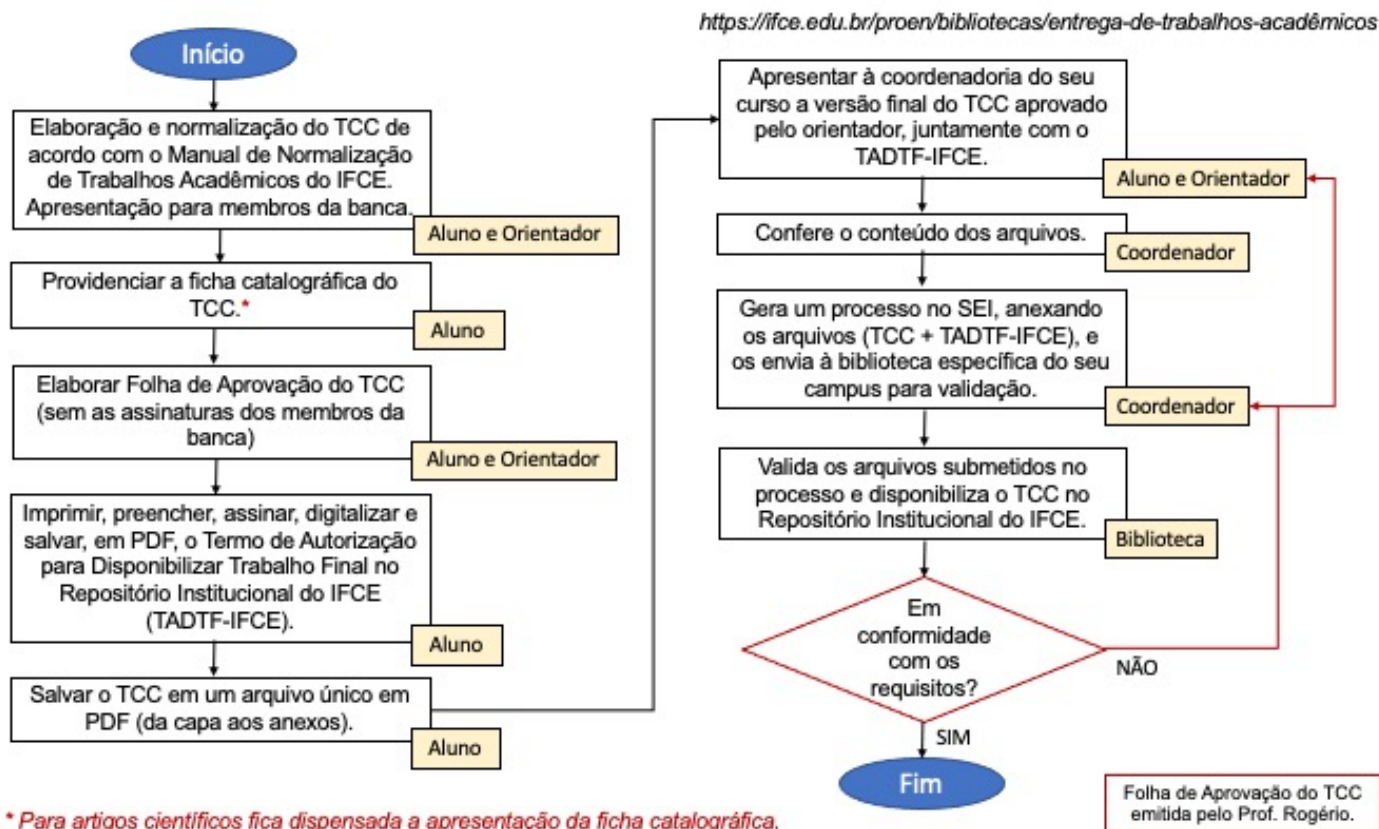 https://ifce.edu.br/proen/bibliotecas/entrega-de-trabalhos-acadêmicos
Início
Elaboração e normalização do TCC de
acordo com o Manual de Normalização
de Trabalhos Acadêmicos do IFCE.
Apresentação para membros da banca.
Aluno e Orientador
Providenciar a ficha catalográfica do
TCC.*
Aluno
Elaborar Folha de Aprovação do TCC
(sem as assinaturas dos membros da
banca)
Aluno e Orientador
Imprimir, preencher, assinar, digitalizar e
salvar, em PDF, o Termo de Autorização
para Disponibilizar Trabalho Final no
Repositório Institucional do IFCE
(TADTF-IFCE).
Aluno
Salvar o TCC em um arquivo único em
PDF (da capa aos anexos).
Aluno
Apresentar à coordenadoria do seu
curso a versão final do TCC aprovado
pelo orientador, juntamente com o
TADTF-IFCE.
Aluno e Orientador
Confere o conteúdo dos arquivos.
Coordenador
Gera um processo no SEI, anexando
os arquivos (TCC + TADTF-IFCE), e
os envia à biblioteca específica do seu
campus para validação.
Coordenador
Valida os arquivos submetidos no
processo e disponibiliza o TCC no
Repositório Institucional do IFCE.
Biblioteca
Em
conformidade
com os
requisitos?
NÃO
SIM
Fim
Folha de Aprovação do TCC
emitida pelo Prof. Rogério.
* Para artigos científicos fica dispensada a apresentação da ficha catalográfica.